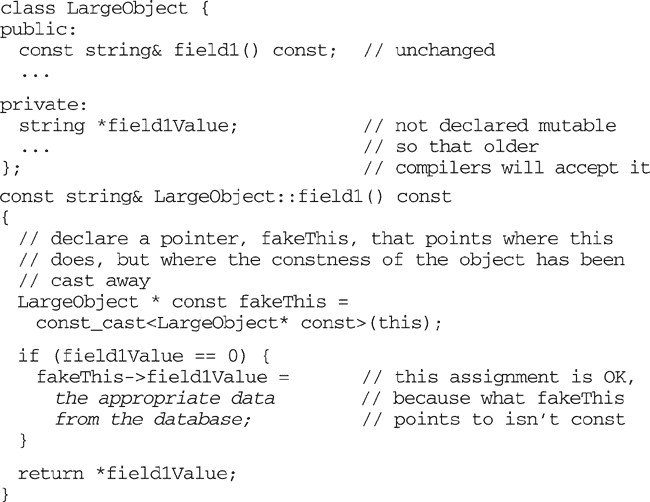 class LargeObject {
public:
  const string& field1() const;  // unchanged
  ...
private:
  string *field1Value;           // not declared mutable
  ...                            // so that older
};                               // compilers will accept it
const string& LargeObject::field1() const
{
  // declare a pointer, fakeThis, that points where this
  // does, but where the constness of the object has been
  // cast away
  LargeObject * const fakeThis =
    const_cast<LargeObject* const>(this);
  if (field1Value == 0) {
    fakeThis->field1Value =      // this assignment is OK,
      the appropriate data       // because what fakeThis
      from the database;         // points to isn't const
  }
  return *field1Value;
}